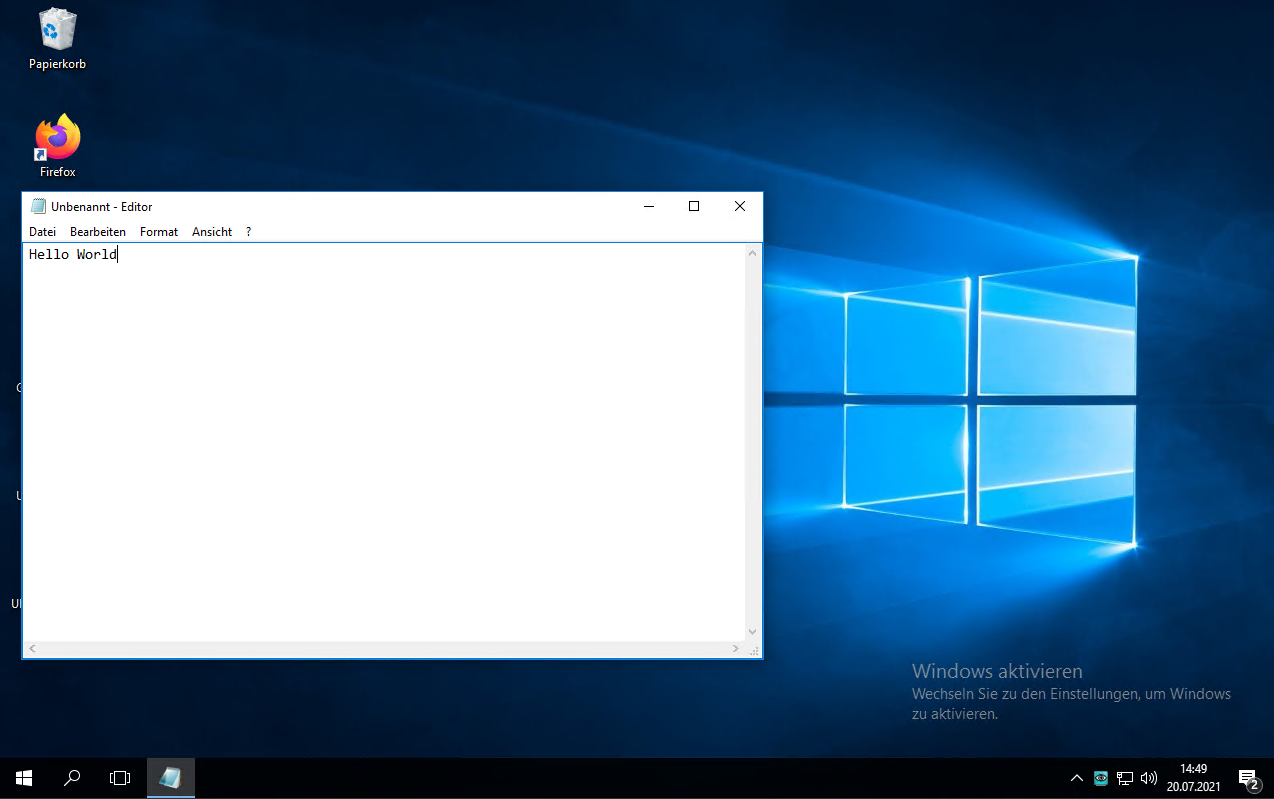 Papierkorb
Firefox
Unbenannt - Editor
Datei Bearbeiten Format Ansicht ?
Hello World
Windows aktivieren
Wechseln Sie zu den Einstellungen, um Windows
zu aktivieren.
14:49
20.07.2021
2